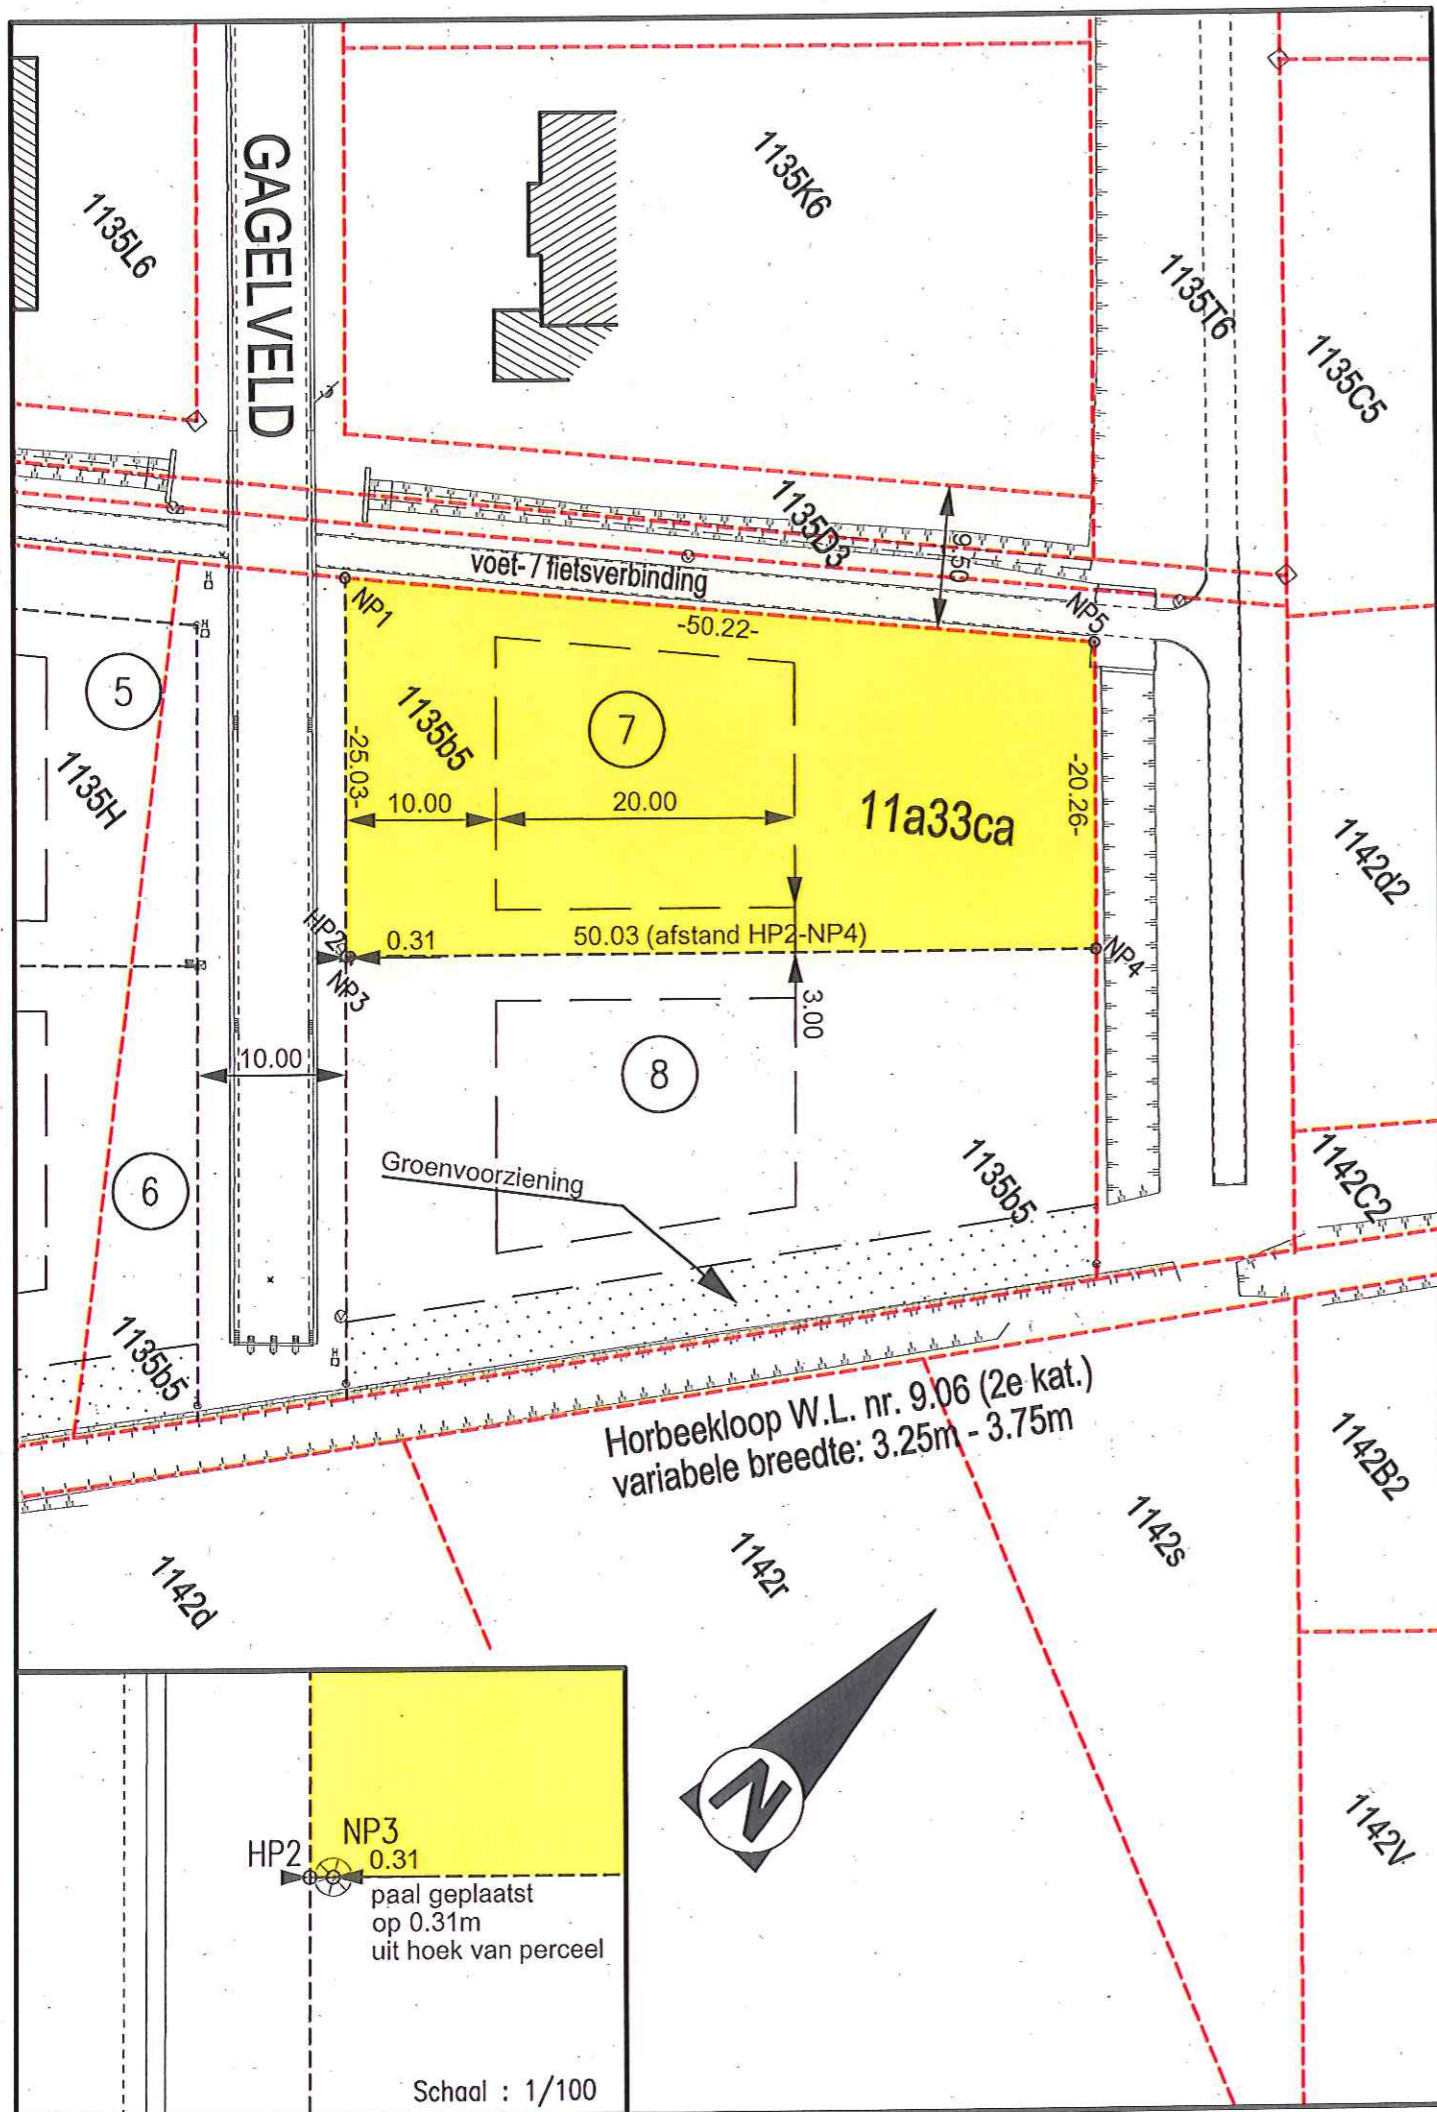 GAGELVELD
1135L6
1135K6
1135T6
1135C5
1135D3
9.50
voet- / fietsverbinding
NP1
-50.22-
NP5
5
7
1135b5
-25.03-
1135H
10.00
20.00
11a33ca
-20.26-
1142d2
HP2
0.31
50.03 (afstand HP2-NP4)
NP4
NP3
3.00
10.00
8
Groenvoorziening
1135b5
6
1142C2
1135b5
Horbeekloop W.L. nr. 9.06 (2e kat.)
variabele breedte: 3.25m - 3.75m
1142B2
1142s
1142r
1142d
N
1142V
NP3
HP2
0.31
paal geplaatst
op 0.31m
uit hoek van perceel
Schaal : 1/100